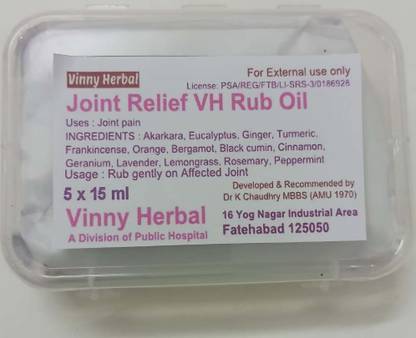 Vinny Herbal
For External use only
License: PSA/REG/FTB/LI-SRS-3/0186926
Joint Relief VH Rub Oil
Uses : Joint pain
INGREDIENTS : Akarkara, Eucalyptus, Ginger, Turmeric.
Frankincense, Orange, Bergamot, Black cumin, Cinnamon,
Geranium, Lavender, Lemongrass, Rosemary, Peppermint
Usage : Rub gently on Affected Joint
5 x 15 ml
Developed & Recommended by
Dr K Chaudhry MBBS (AMU 1970)
Vinny Herbal
A Division of Public Hospital
16 Yog Nagar Industrial Area
Fatehabad 125050